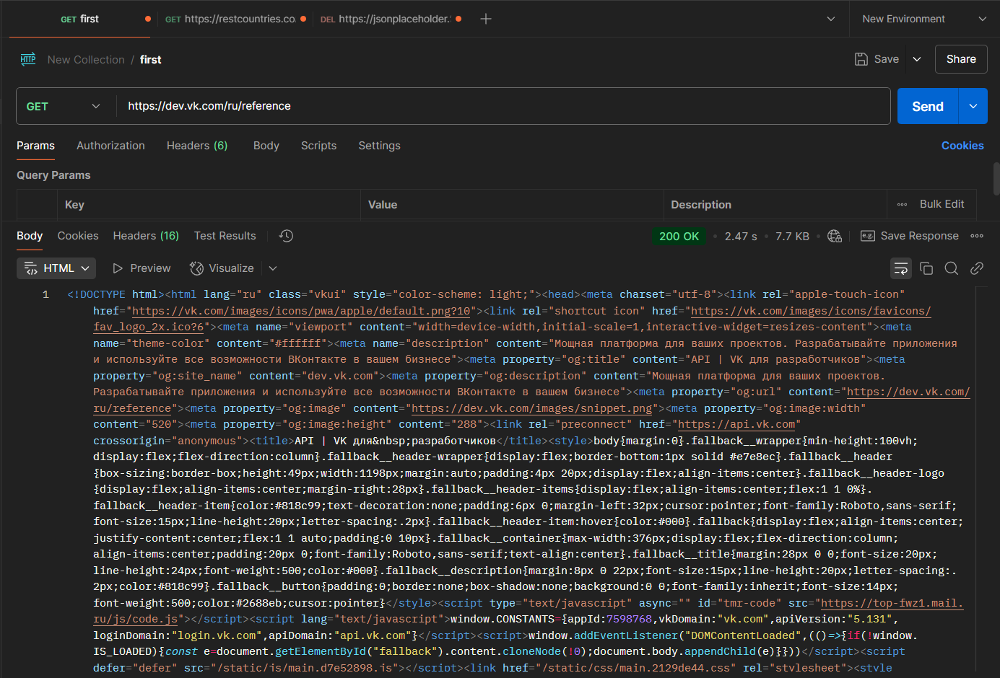 GET first
GET https://restcountries.co
DEL https://jsonplaceholder.
New Environment
HTTP New Collection / first
Save
Share
GET https://dev.vk.com/ru/reference
Send
Params Authorization Headers (6) Body Scripts Settings
Cookies
Query Params
Key Value Description Bulk Edit
Body Cookies Headers (16) Test Results
200 OK 2.47 s 7.7 KB e.g. Save Response
HTML Preview Visualize
1 <!DOCTYPE html><html lang="ru" class="vkui" style="color-scheme: light;"><head><meta charset="utf-8"><link rel="apple-touch-icon"
href="https://vk.com/images/icons/pwa/apple/default.png?10"><link rel="shortcut icon" href="https://vk.com/images/icons/favicons/
fav_logo_2x.ico?6"><meta name="viewport" content="width=device-width,initial-scale=1,interactive-widget=resizes-content"><meta
name="theme-color" content="#ffffff"><meta name="description" content="Мощная платформа для ваших проектов. Разрабатывайте приложения
и используйте все возможности ВКонтакте в вашем бизнесе"><meta property="og:title" content="API | VK для разработчиков"><meta
property="og:site_name" content="dev.vk.com"><meta property="og:description" content="Мощная платформа для ваших проектов.
Разрабатывайте приложения и используйте все возможности ВКонтакте в вашем бизнесе"><meta property="og:url" content="https://dev.vk.com/
ru/reference"><meta property="og:image" content="https://dev.vk.com/images/snippet.png"><meta property="og:image:width"
content="520"><meta property="og:image:height" content="288"><link rel="preconnect" href="https://api.vk.com"
crossorigin="anonymous"><title>API | VK для&nbsp;разработчиков</title><style>body{margin:0}.fallback__wrapper{min-height:100vh;
display:flex;flex-direction:column}.fallback__header-wrapper{display:flex;border-bottom:1px solid #e7e8ec}.fallback__header
{box-sizing:border-box;height:49px;width:1198px;margin:auto;padding:4px 20px;display:flex;align-items:center}.fallback__header-logo
{display:flex;align-items:center;margin-right:28px}.fallback__header-items{display:flex;align-items:center;flex:1 1 0%}.
fallback__header-item{color:#818c99;text-decoration:none;padding:6px 0;margin-left:32px;cursor:pointer;font-family:Roboto,sans-serif;
font-size:15px;line-height:20px;letter-spacing:.2px}.fallback__header-item:hover{color:#000}.fallback{display:flex;align-items:center;
justify-content:center;flex:1 1 auto;padding:0 10px}.fallback__container{max-width:376px;display:flex;flex-direction:column;
align-items:center;padding:20px 0;font-family:Roboto,sans-serif;text-align:center}.fallback__title{margin:28px 0 0;font-size:20px;
line-height:24px;font-weight:500;color:#000}.fallback__description{margin:8px 0 22px;font-size:15px;line-height:20px;letter-spacing:.
2px;color:#818c99}.fallback__button{padding:0;border:none;box-shadow:none;background:0 0;font-family:inherit;font-size:14px;
font-weight:500;color:#2688eb;cursor:pointer}</style><script type="text/javascript" async="" id="tmr-code" src="https://top-fwz1.mail.
ru/js/code.js"></script><script lang="text/javascript">window.CONSTANTS={appId:7598768,vkDomain:"vk.com",apiVersion:"5.131",
loginDomain:"login.vk.com",apiDomain:"api.vk.com"}</script><script>window.addEventListener("DOMContentLoaded",(()=>{if(!window.
IS_LOADED){const e=document.getElementById("fallback").content.cloneNode(!0);document.body.appendChild(e)}}))</script><script
defer="defer" src="/static/js/main.d7e52898.js"></script><link href="/static/css/main.2129de44.css" rel="stylesheet"><style